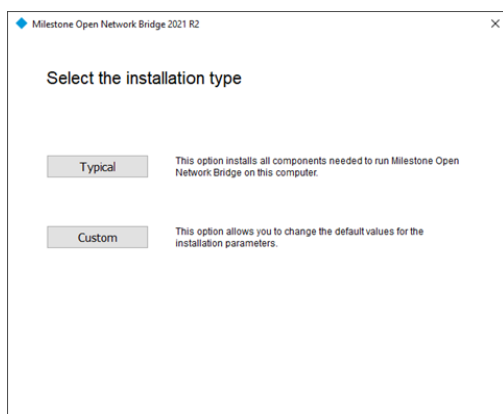 Milestone Open Network Bridge 2021 R2
Select the installation type
Typical
This option installs all components needed to run Milestone Open
Network Bridge on this computer.
Custom
This option allows you to change the default values for the
installation parameters.